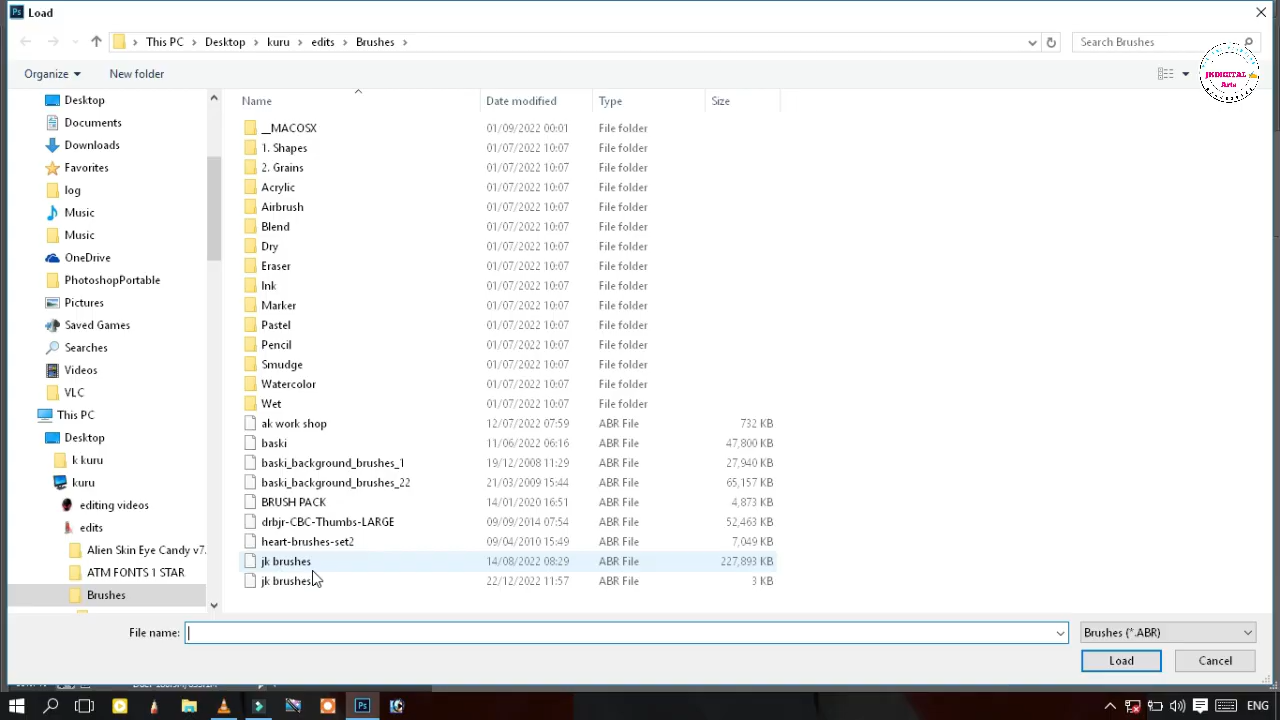 Load
This PC Desktop kuru edits Brushes
Search Brushes
JKDIGITAL
Arts
Organize
New folder
Name Date modified Type Size
Desktop
Documents
Downloads
Favorites
log
Music
Music
OneDrive
PhotoshopPortable
Pictures
Saved Games
Searches
Videos
VLC
This PC
Desktop
k kuru
kuru
editing videos
edits
Alien Skin Eye Candy v7.
ATM FONTS 1 STAR
Brushes
__MACOSX 01/09/2022 00:01 File folder
1. Shapes 01/07/2022 10:07 File folder
2. Grains 01/07/2022 10:07 File folder
Acrylic 01/07/2022 10:07 File folder
Airbrush 01/07/2022 10:07 File folder
Blend 01/07/2022 10:07 File folder
Dry 01/07/2022 10:07 File folder
Eraser 01/07/2022 10:07 File folder
Ink 01/07/2022 10:07 File folder
Marker 01/07/2022 10:07 File folder
Pastel 01/07/2022 10:07 File folder
Pencil 01/07/2022 10:07 File folder
Smudge 01/07/2022 10:07 File folder
Watercolor 01/07/2022 10:07 File folder
Wet 01/07/2022 10:07 File folder
ak work shop 12/07/2022 07:59 ABR File 732 KB
baski 11/06/2022 06:16 ABR File 47,800 KB
baski_background_brushes_1 19/12/2008 11:29 ABR File 27,940 KB
baski_background_brushes_22 21/03/2009 15:44 ABR File 65,157 KB
BRUSH PACK 14/01/2020 16:51 ABR File 4,873 KB
drbjr-CBC-Thumbs-LARGE 09/09/2014 07:54 ABR File 52,463 KB
heart-brushes-set2 09/04/2010 15:49 ABR File 7,049 KB
jk brushes 14/08/2022 08:29 ABR File 227,893 KB
jk brushes 22/12/2022 11:57 ABR File 3 KB
File name:
Brushes (*.ABR)
Load
Cancel
ENG